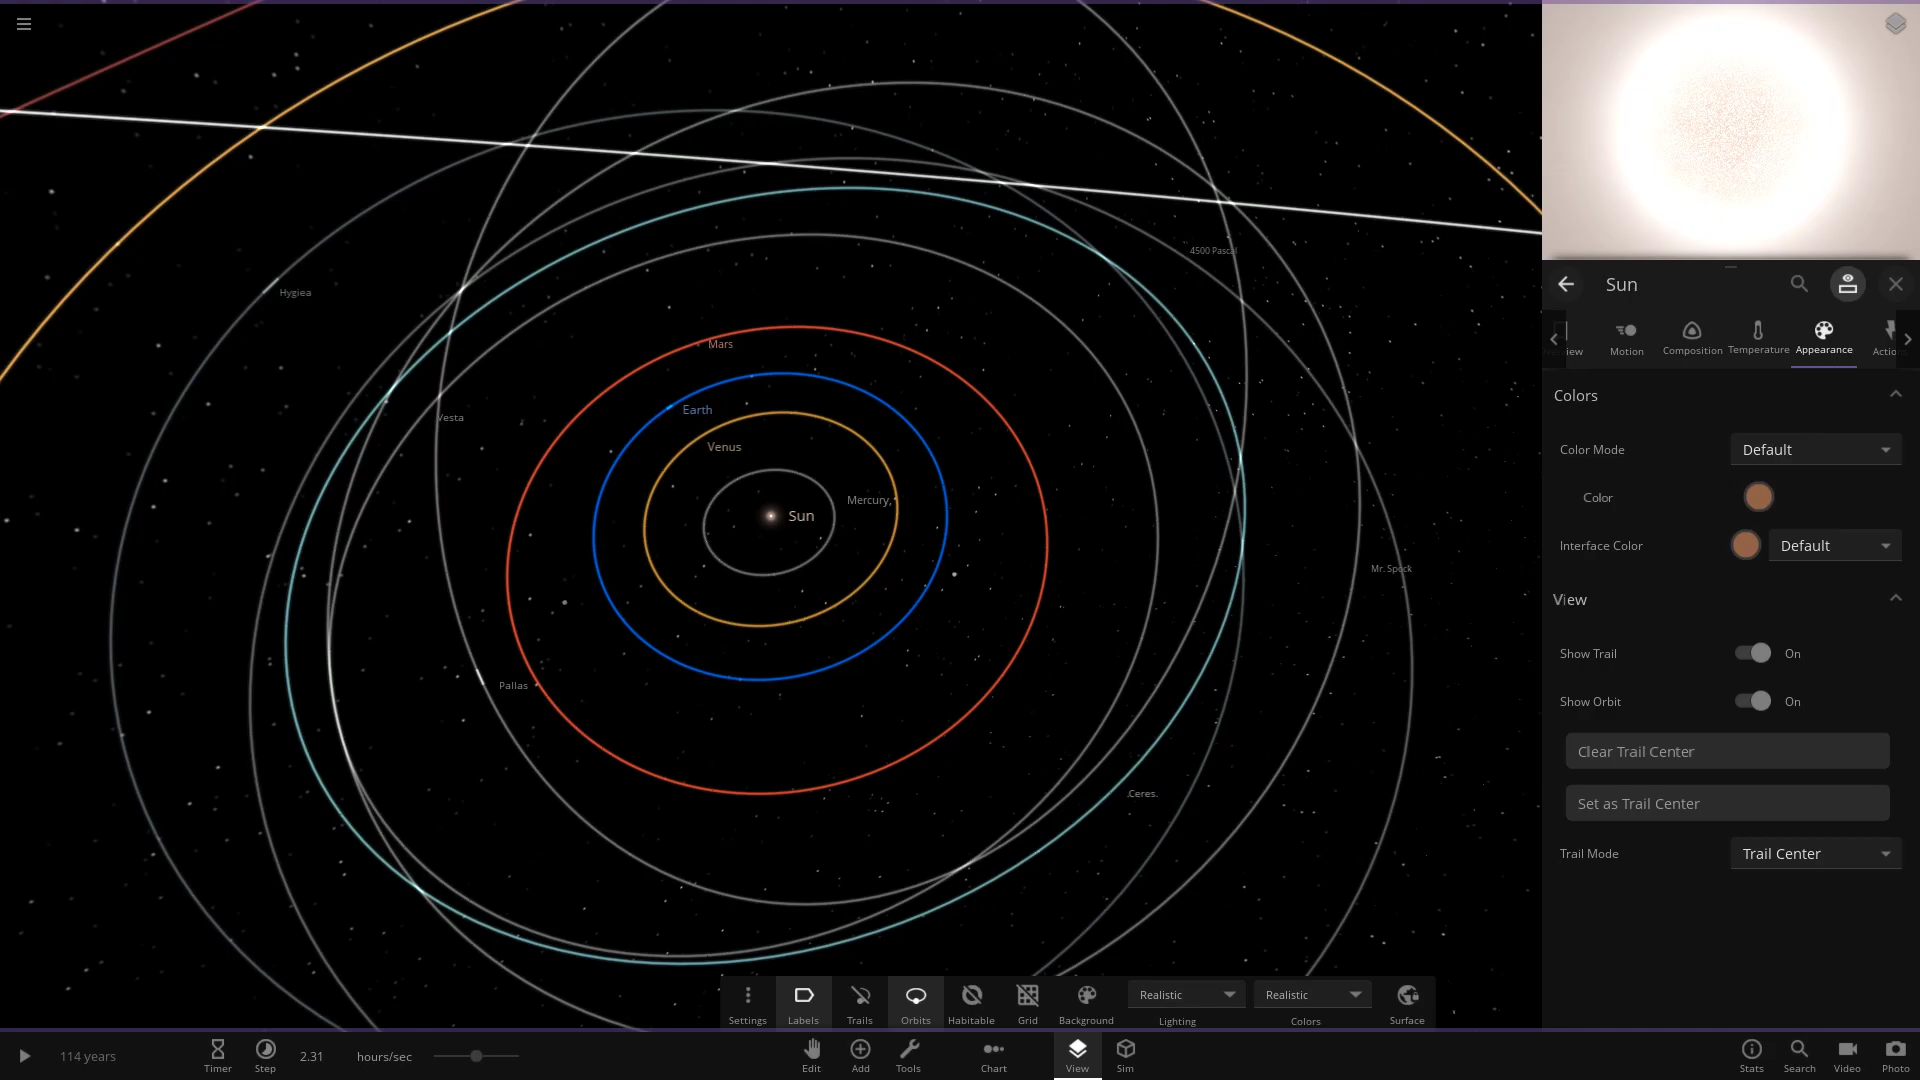 4500 Pascal
Hygiea
Mars
Earth
Vesta
Venus
Mercury
Sun
Mr. Spock
Pallas
Ceres
Sun
Motion
Composition
Temperature
Appearance
Colors
Color Mode
Default
Color
Interface Color
Default
View
Show Trail
On
Show Orbit
On
Clear Trail Center
Set as Trail Center
Trail Mode
Trail Center
Realistic
Realistic
Settings
Labels
Trails
Orbits
Habitable
Grid
Background
Lighting
Colors
Surface
114 years
Timer
Step
2.31
hours/sec
Edit
Add
Tools
Chart
View
Sim
Stats
Search
Video
Photo